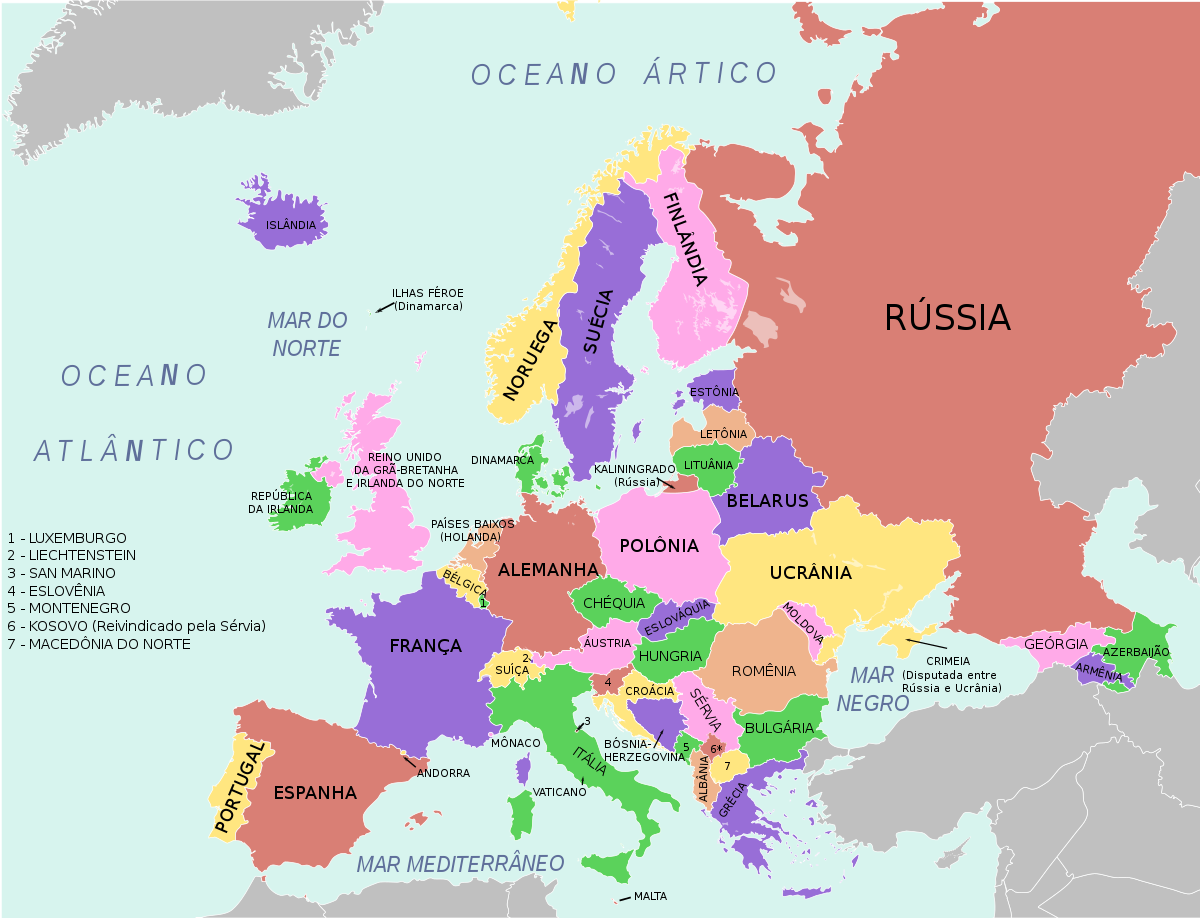 OCEANO ÁRTICO
ISLÂNDIA
ILHAS FÉROE
(Dinamarca)
MAR DO
NORTE
OCEANO
ATLÂNTICO
NORUEGA
SUÉCIA
FINLÂNDIA
RÚSSIA
ESTÔNIA
LETÔNIA
LITUÂNIA
KALININGRADO
(Rússia)
DINAMARCA
REINO UNIDO
DA GRÃ-BRETANHA
E IRLANDA DO NORTE
REPÚBLICA
DA IRLANDA
PAÍSES BAIXOS
(HOLANDA)
BELARUS
POLÔNIA
ALEMANHA
BÉLGICA
1
UCRÂNIA
1 - LUXEMBURGO
2 - LIECHTENSTEIN
3 - SAN MARINO
4 - ESLOVÊNIA
5 - MONTENEGRO
6 - KOSOVO (Reivindicado pela Sérvia)
7 - MACEDÔNIA DO NORTE
CHÉQUIA
ESLOVÁQUIA
MOLDOVA
FRANÇA
ÁUSTRIA
HUNGRIA
2
SUÍÇA
ROMÊNIA
4
CROÁCIA
SÉRVIA
GEÓRGIA
AZERBAIJÃO
ARMÊNIA
CRIMEIA
(Disputada entre
Rússia e Ucrânia)
MAR
NEGRO
3
MÔNACO
BÓSNIA-
HERZEGOVINA
5
6*
7
BULGÁRIA
ITÁLIA
ALBÂNIA
GRÉCIA
ANDORRA
VATICANO
PORTUGAL
ESPANHA
MAR MEDITERRÂNEO
MALTA